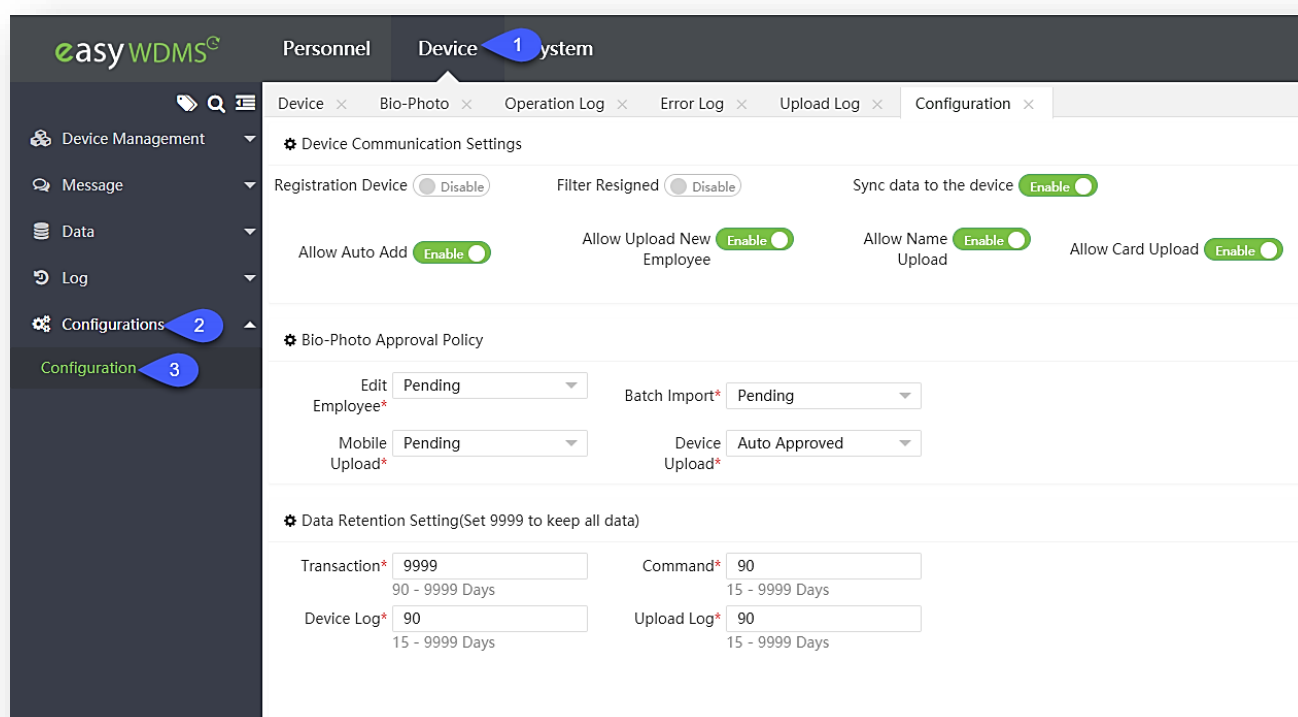 easy WDMS
Personnel Device 1 ystem
Device × Bio-Photo × Operation Log × Error Log × Upload Log × Configuration ×
Device Management
Message
Data
Log
Configurations 2
Configuration 3
Device Communication Settings
Registration Device Disable Filter Resigned Disable Sync data to the device Enable
Allow Auto Add Enable Allow Upload New Employee Enable Allow Name Upload Enable Allow Card Upload Enable
Bio-Photo Approval Policy
Edit Employee* Pending Batch Import* Pending
Mobile Upload* Pending Device Upload* Auto Approved
Data Retention Setting(Set 9999 to keep all data)
Transaction* 9999 Command* 90
90 - 9999 Days 15 - 9999 Days
Device Log* 90 Upload Log* 90
15 - 9999 Days 15 - 9999 Days